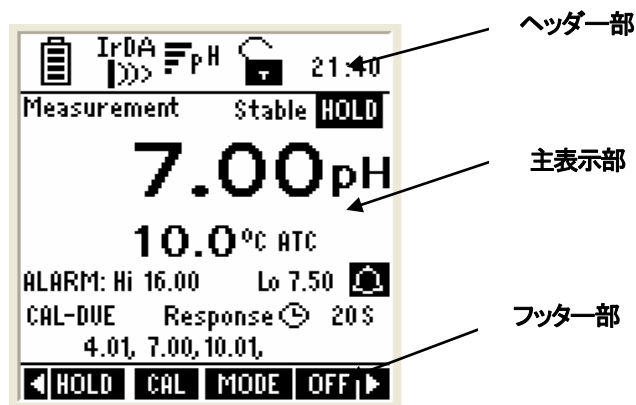 ヘッダー部
IrDA pH 21:40
Measurement Stable HOLD
7.00pH
主表示部
10.0ºC ATC
ALARM: Hi 16.00 Lo 7.50
CAL-DUE Response 20S
フッター部
4.01, 7.00,10.01,
HOLD CAL MODE OFF